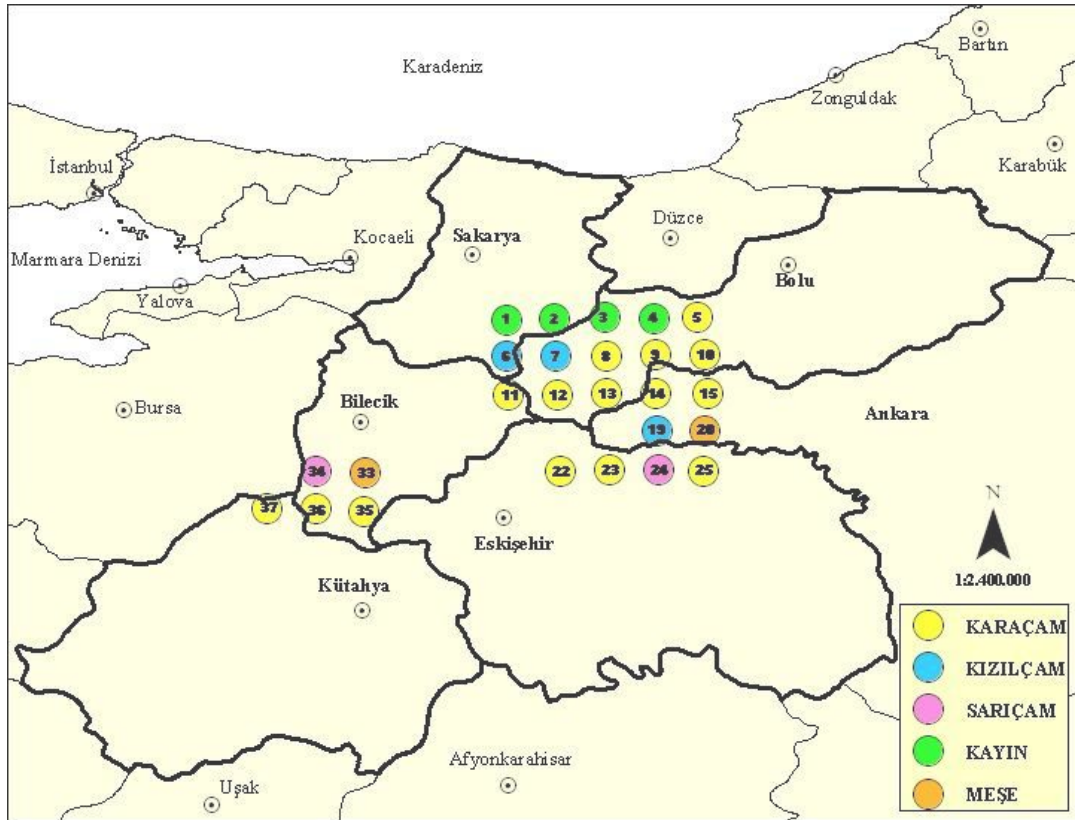 Bartın
Karadeniz
Zonguldak
Karabük
İstanbul
Düzce
Sakarya
Kocaeli
Marmara Denizi
Bolu
Yalova
1
2
3
4
5
6
7
8
9
10
11
12
13
14
15
Bursa
Bilecik
Ankara
19
20
34
33
22
23
24
25
37
36
35
Eskişehir
N
1:2.400.000
Kütahya
KARAÇAM
KIZILÇAM
SARIÇAM
KAYIN
MEŞE
Afyonkarahisar
Uşak